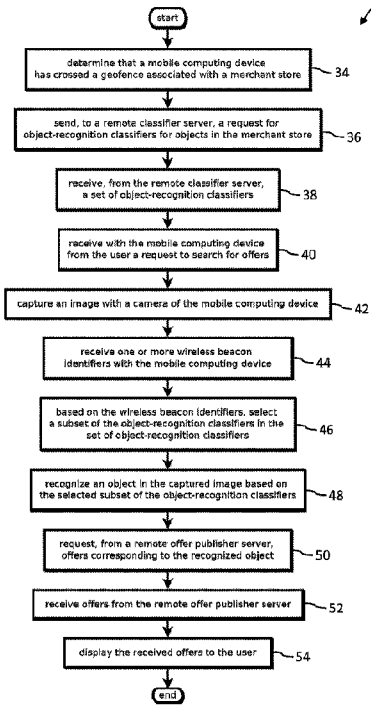 start
determine that a mobile computing device
has crossed a geofence associated with a merchant store
34
send, to a remote classifier server, a request for
object-recognition classifiers for objects in the merchant store
36
receive, from the remote classifier server,
a set of object-recognition classifiers
38
receive with the mobile computing device
from the user a request to search for offers
40
capture an image with a camera of the mobile computing device
42
receive one or more wireless beacon
identifiers with the mobile computing device
44
based on the wireless beacon identifiers, select
a subset of the object-recognition classifiers in the
set of object-recognition classifiers
46
recognize an object in the captured image based on
the selected subset of the object-recognition classifiers
48
request, from a remote offer publisher server,
offers corresponding to the recognized object
50
receive offers from the remote offer publisher server
52
display the received offers to the user
54
end